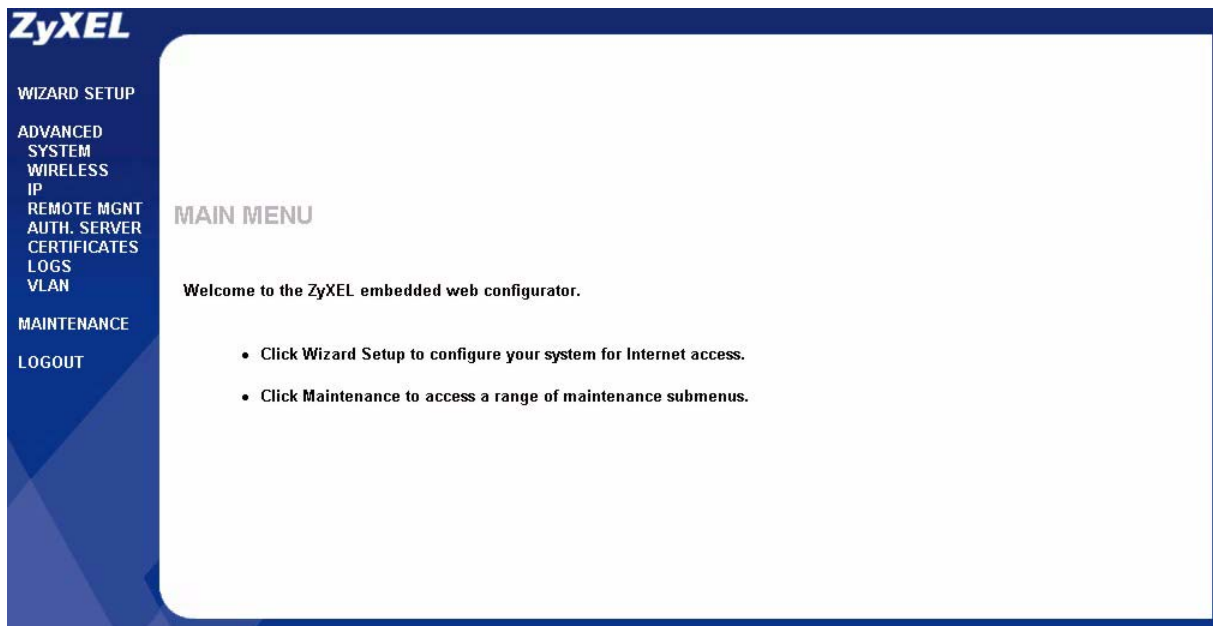 ZyXEL
WIZARD SETUP
ADVANCED
SYSTEM
WIRELESS
IP
REMOTE MGNT
AUTH. SERVER
CERTIFICATES
LOGS
VLAN
MAINTENANCE
LOGOUT
MAIN MENU
Welcome to the ZyXEL embedded web configurator.
• Click Wizard Setup to configure your system for Internet access.
• Click Maintenance to access a range of maintenance submenus.